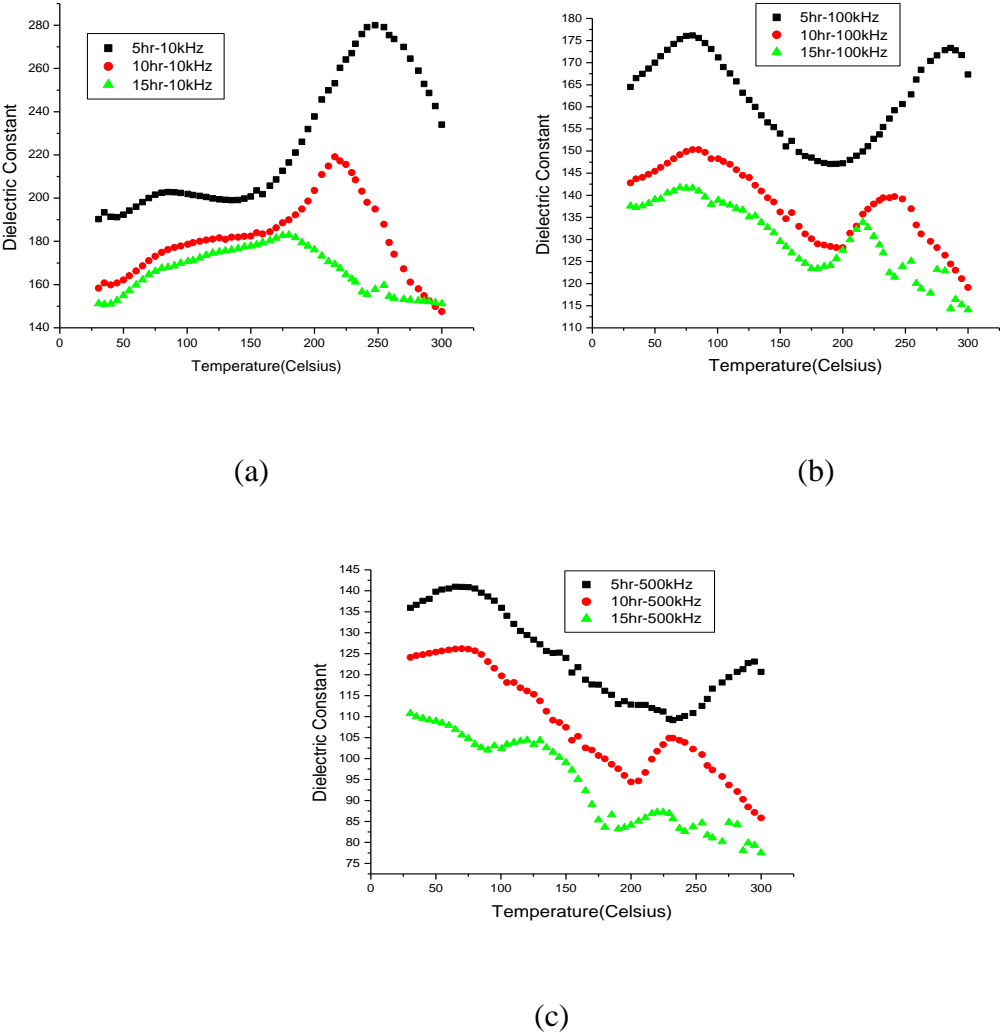 280
260
240
220
200
180
160
140
Dielectric Constant
5hr-10kHz
10hr-10kHz
15hr-10kHz
0 50 100 150 200 250 300
Temperature(Celsius)
(a)
180
175
170
165
160
155
150
145
140
135
130
125
120
115
110
Dielectric Constant
5hr-100kHz
10hr-100kHz
15hr-100kHz
0 50 100 150 200 250 300
Temperature(Celsius)
(b)
145
140
135
130
125
120
115
110
105
100
95
90
85
80
75
Dielectric Constant
5hr-500kHz
10hr-500kHz
15hr-500kHz
0 50 100 150 200 250 300
Temperature(Celsius)
(c)